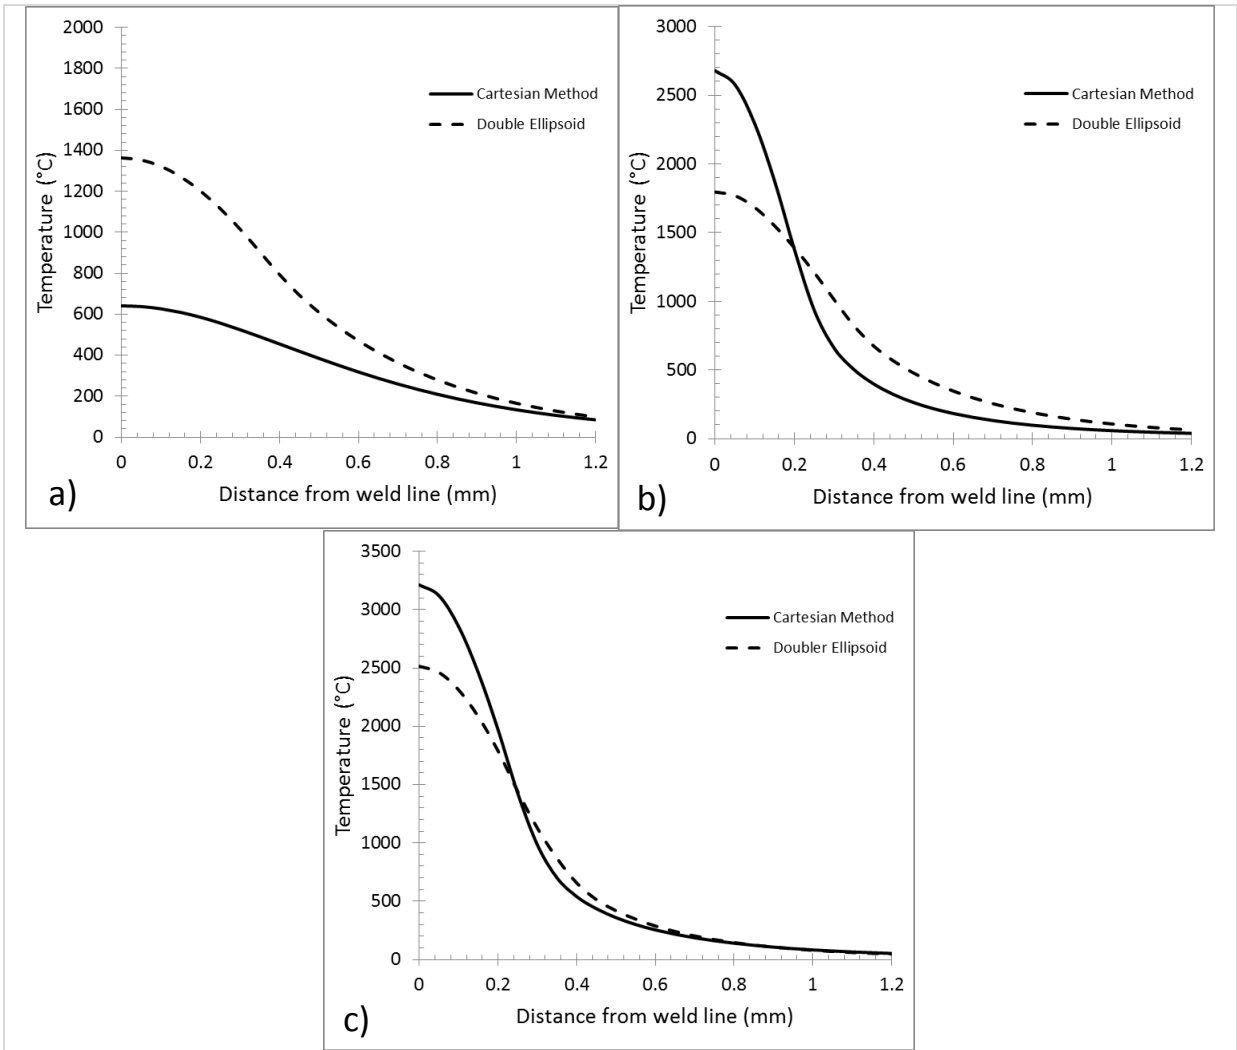 2000
1800
1600
1400
1200
1000
800
600
400
200
0
Temperature (°C)
Cartesian Method
Double Ellipsoid
0 0.2 0.4 0.6 0.8 1 1.2
Distance from weld line (mm)
a)
3000
2500
2000
1500
1000
500
0
Temperature (°C)
Cartesian Method
Double Ellipsoid
0 0.2 0.4 0.6 0.8 1 1.2
Distance from weld line (mm)
b)
3500
3000
2500
2000
1500
1000
500
0
Temperature (°C)
Cartesian Method
Doubler Ellipsoid
0 0.2 0.4 0.6 0.8 1 1.2
Distance from weld line (mm)
c)